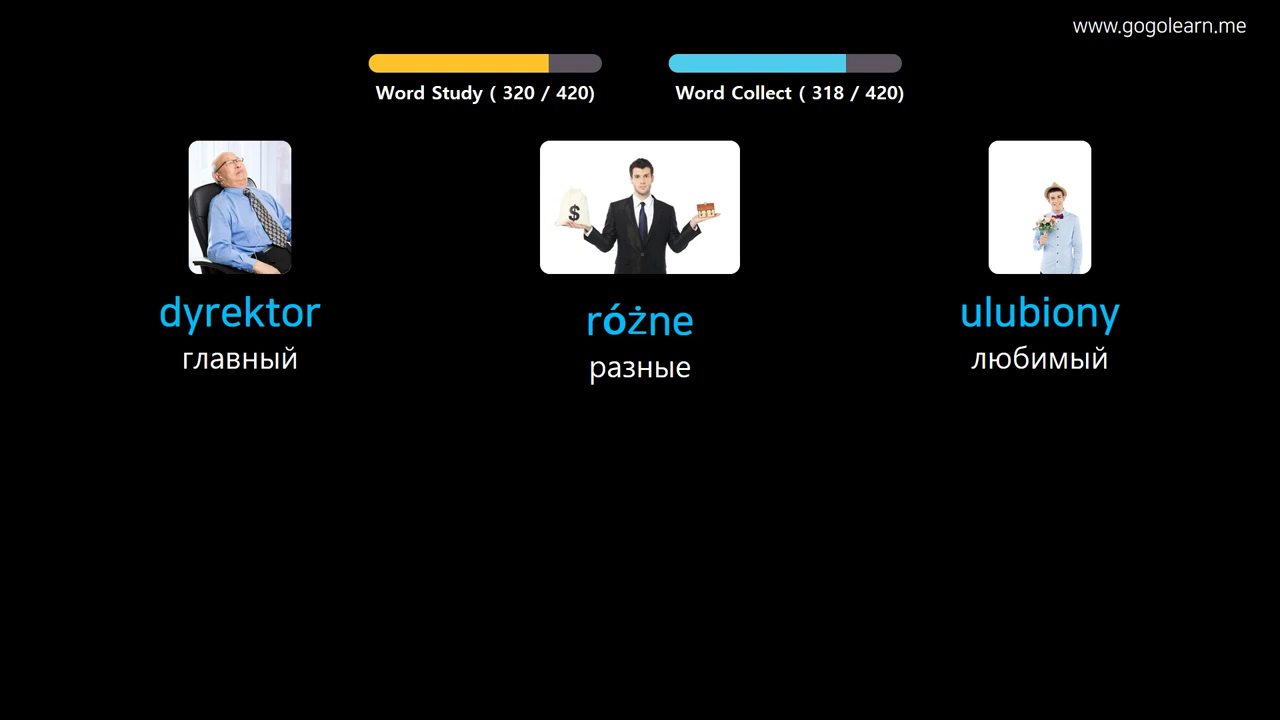 www.gogolearn.me
Word Study ( 320 / 420)
Word Collect ( 318 / 420)
dyrektor
главный
różne
разные
ulubiony
любимый
$